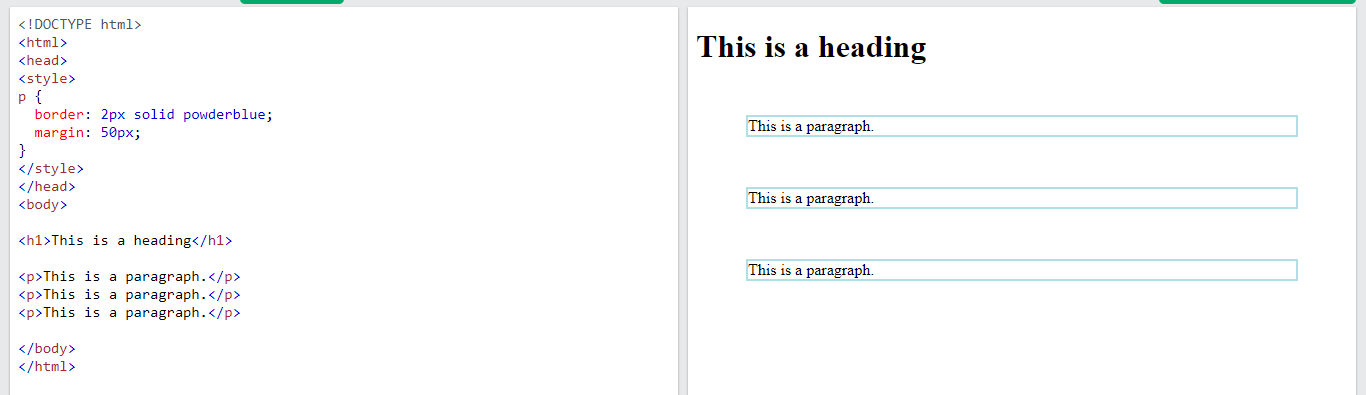 <!DOCTYPE html>
<html>
<head>
<style>
p {
  border: 2px solid powderblue;
  margin: 50px;
}
</style>
</head>
<body>

<h1>This is a heading</h1>

<p>This is a paragraph.</p>
<p>This is a paragraph.</p>
<p>This is a paragraph.</p>

</body>
</html>
This is a heading
This is a paragraph.
This is a paragraph.
This is a paragraph.